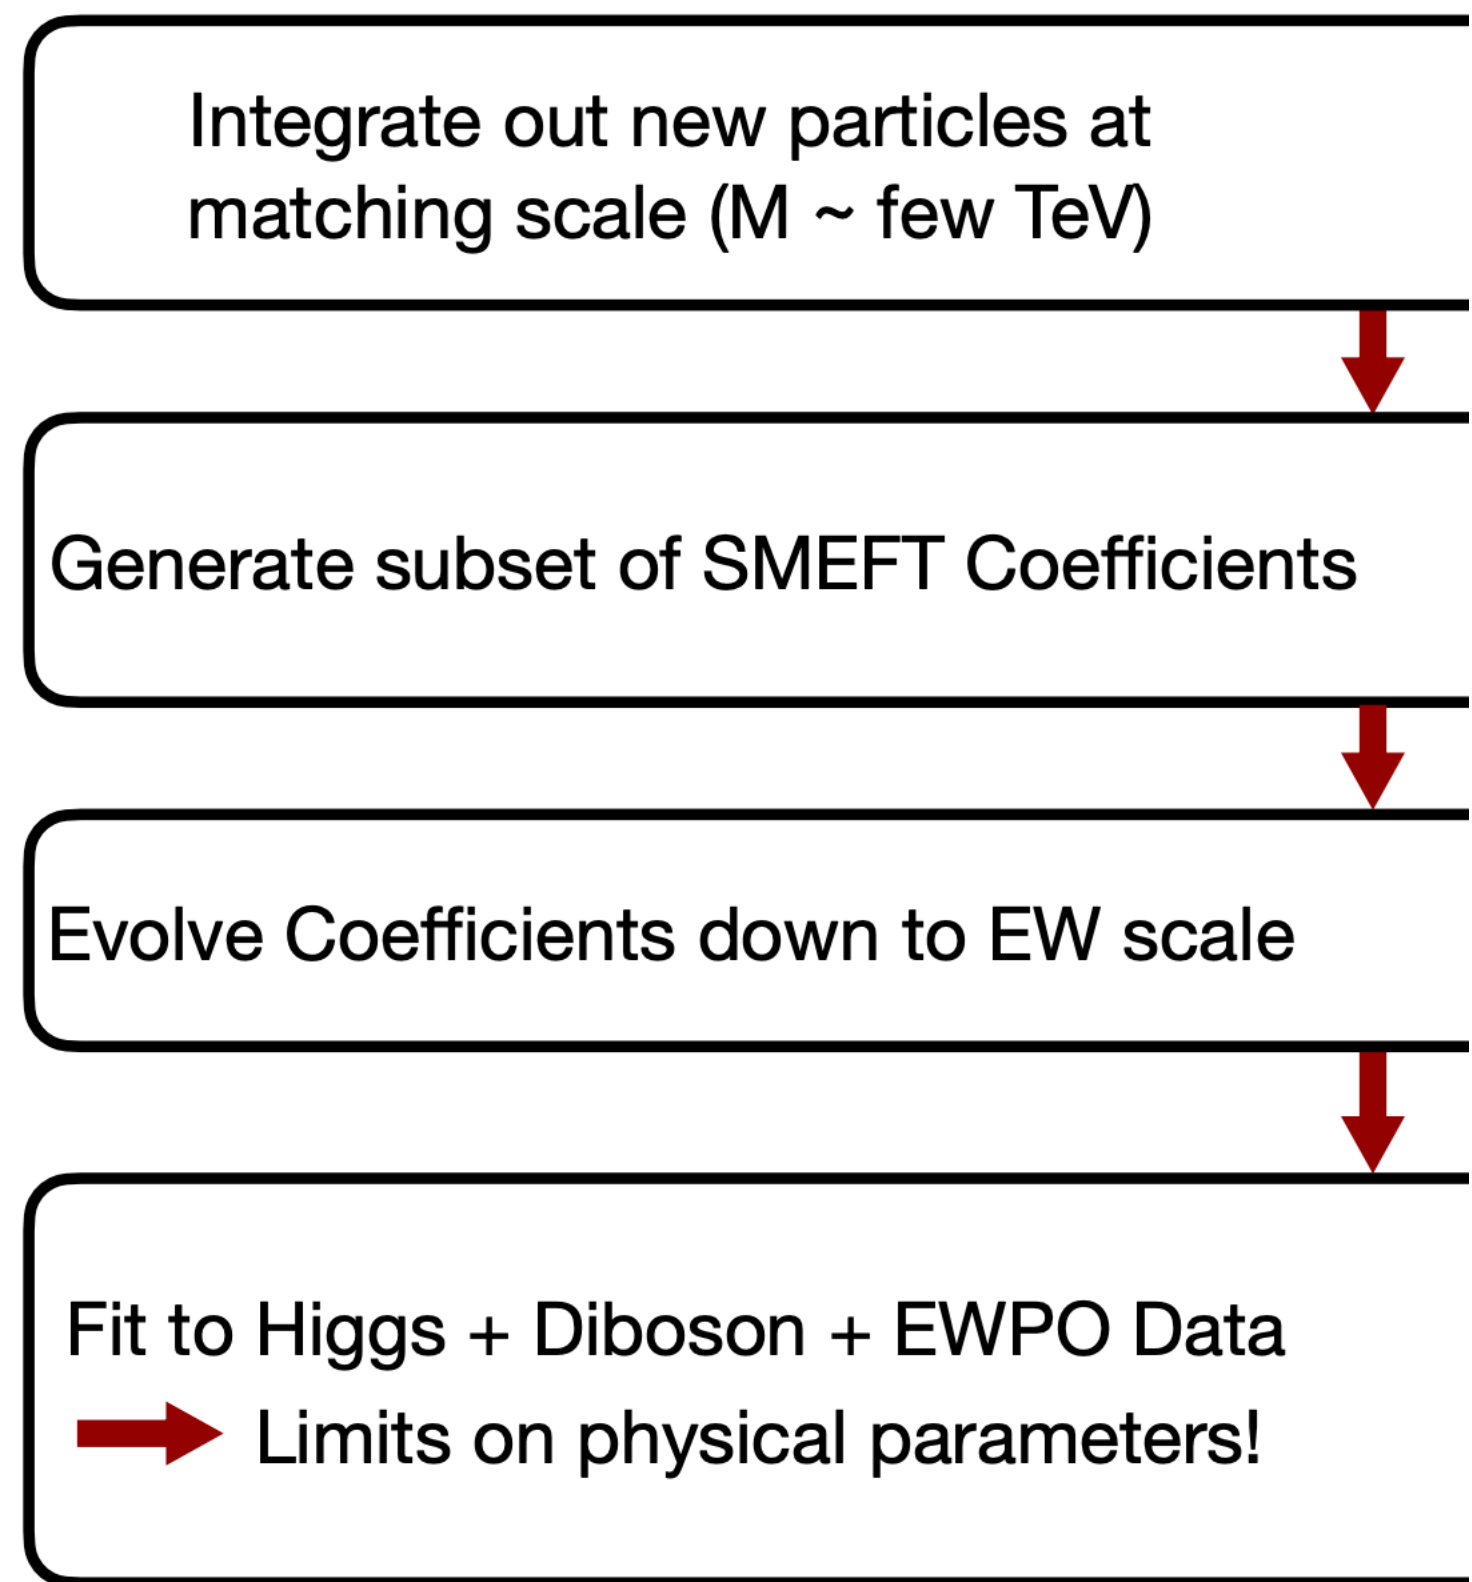 Integrate out new particles at
matching scale (M ~ few TeV)
Generate subset of SMEFT Coefficients
Evolve Coefficients down to EW scale
Fit to Higgs + Diboson + EWPO Data
Limits on physical parameters!